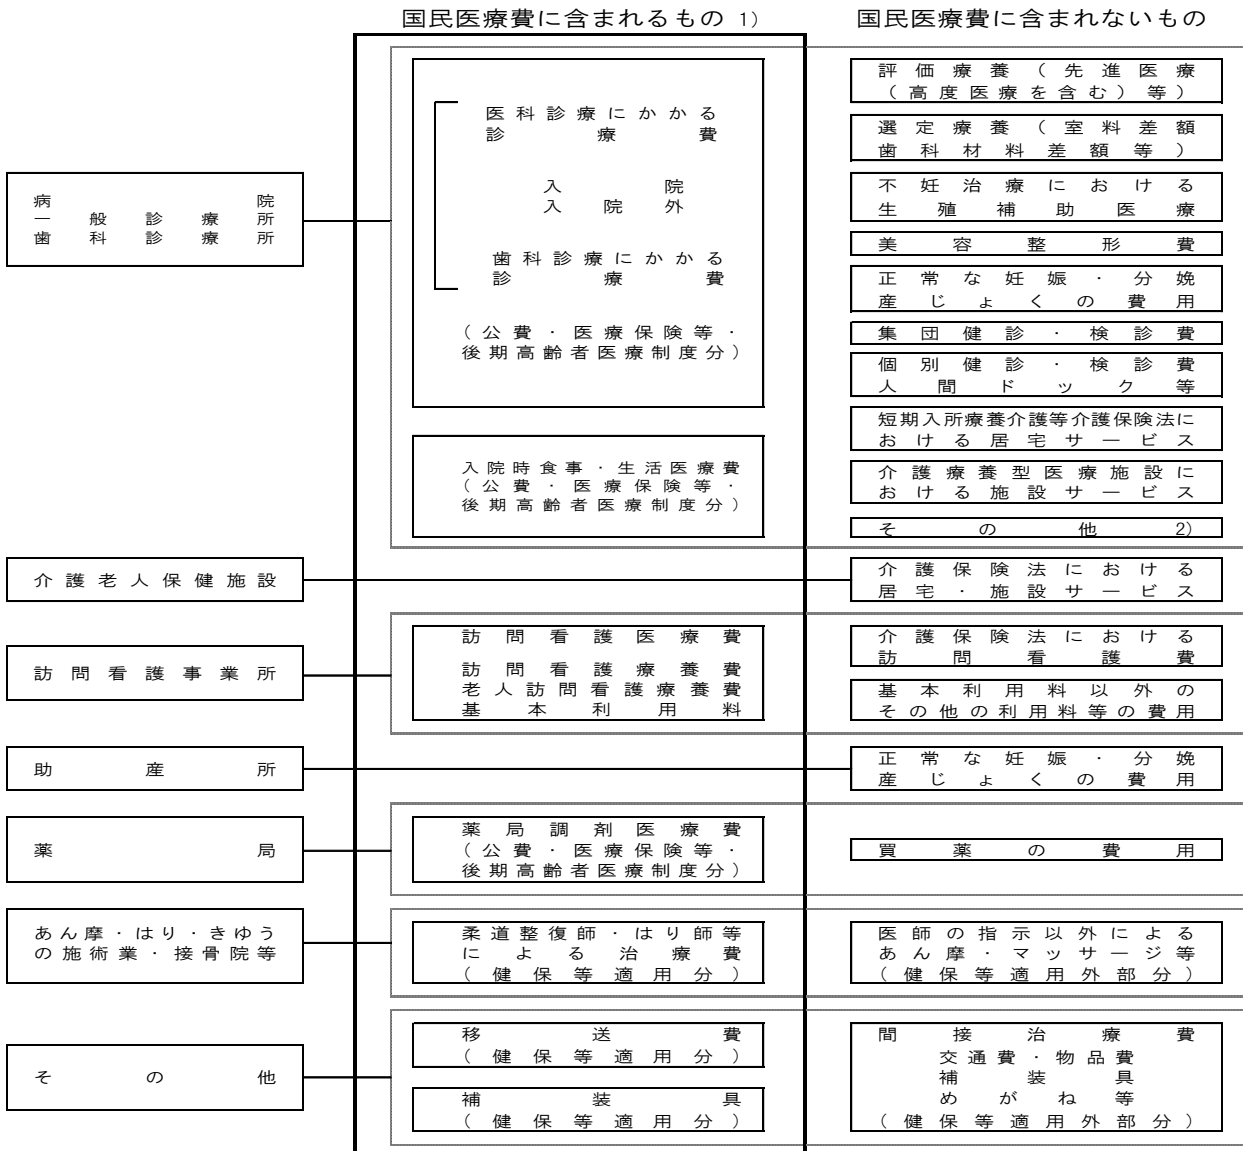 国民医療費に含まれるもの 1)
国民医療費に含まれないもの
病院
一般診療所
歯科診療所
医科診療にかかる
診療費
入院
入院外
歯科診療にかかる
診療費
(公費・医療保険等・
後期高齢者医療制度分)
入院時食事・生活医療費
(公費・医療保険等・
後期高齢者医療制度分)
評価療養(先進医療
(高度医療を含む)等)
選定療養(室料差額
歯科材料差額等)
不妊治療における
生殖補助医療
美容整形費
正常な妊娠・分娩
産じょくの費用
集団健診・検診費
個別健診・検診費
人間ドック等
短期入所療養介護等介護保険法に
おける居宅サービス
介護療養型医療施設に
おける施設サービス
その他 2)
介護老人保健施設
介護保険法における
居宅・施設サービス
訪問看護事業所
訪問看護医療費
訪問看護療養費
老人訪問看護療養費
基本利用料
介護保険法における
訪問看護費
基本利用料以外の
その他の利用料等の費用
助産所
正常な妊娠・分娩
産じょくの費用
薬局
薬局調剤医療費
(公費・医療保険等・
後期高齢者医療制度分)
買薬の費用
あん摩・はり・きゆう
の施術業・接骨院等
柔道整復師・はり師等
による治療費
(健保等適用分)
医師の指示以外による
あん摩・マッサージ等
(健保等適用外部分)
その他
移送費
(健保等適用分)
補装具
(健保等適用分)
間接治療費
交通費・物品費
補装具
めがね等
(健保等適用外部分)